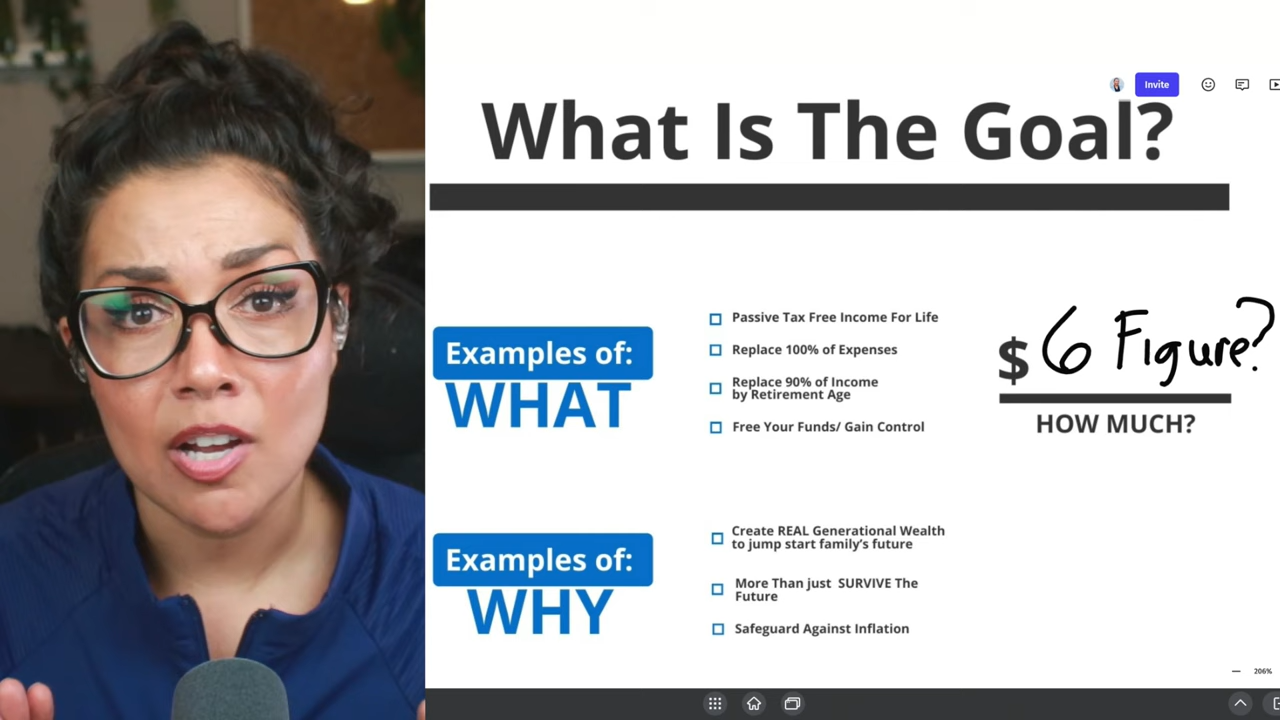 Invite
What Is The Goal?
Examples of:
WHAT
Passive Tax Free Income For Life
Replace 100% of Expenses
Replace 90% of Income
by Retirement Age
Free Your Funds/ Gain Control
$ 6 Figure?
HOW MUCH?
Examples of:
WHY
Create REAL Generational Wealth
to jump start family's future
More Than just SURVIVE The
Future
Safeguard Against Inflation
206%